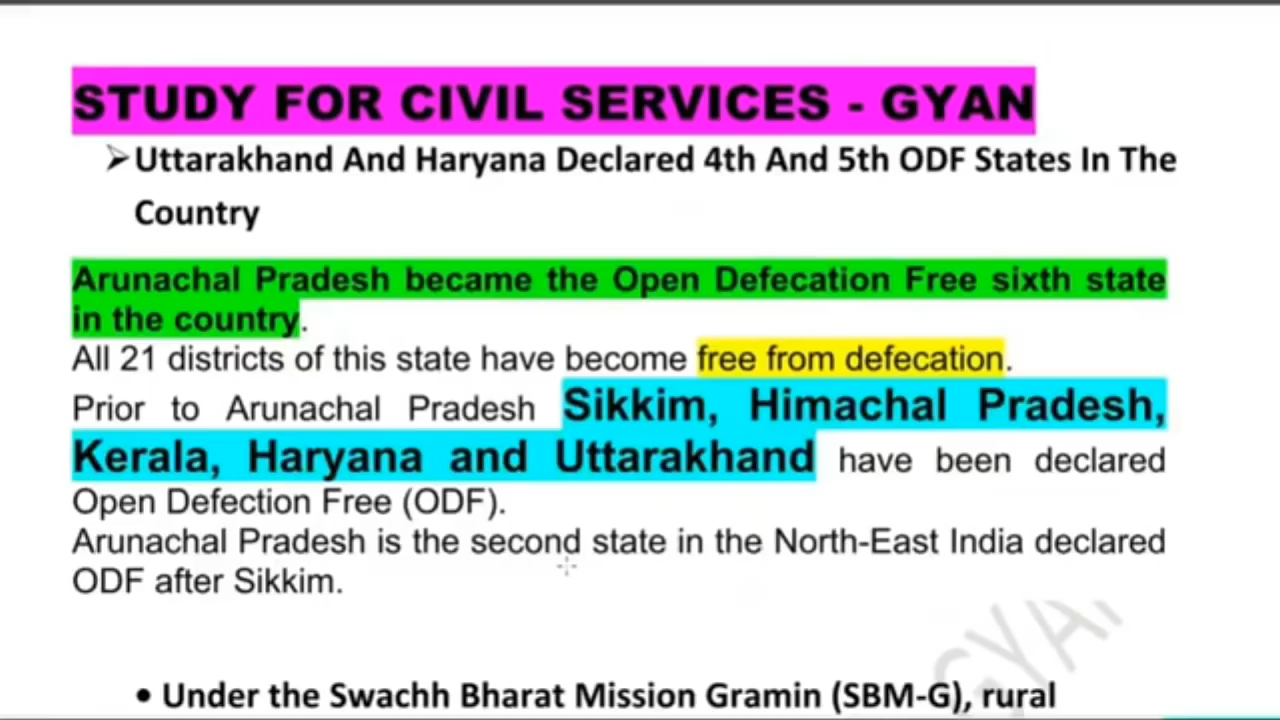 STUDY FOR CIVIL SERVICES - GYAN
➢Uttarakhand And Haryana Declared 4th And 5th ODF States In The
Country
Arunachal Pradesh became the Open Defecation Free sixth state
in the country.
All 21 districts of this state have become free from defecation.
Prior to Arunachal Pradesh Sikkim, Himachal Pradesh,
Kerala, Haryana and Uttarakhand have been declared
Open Defection Free (ODF).
Arunachal Pradesh is the second state in the North-East India declared
ODF after Sikkim.
GYAN
• Under the Swachh Bharat Mission Gramin (SBM-G), rural